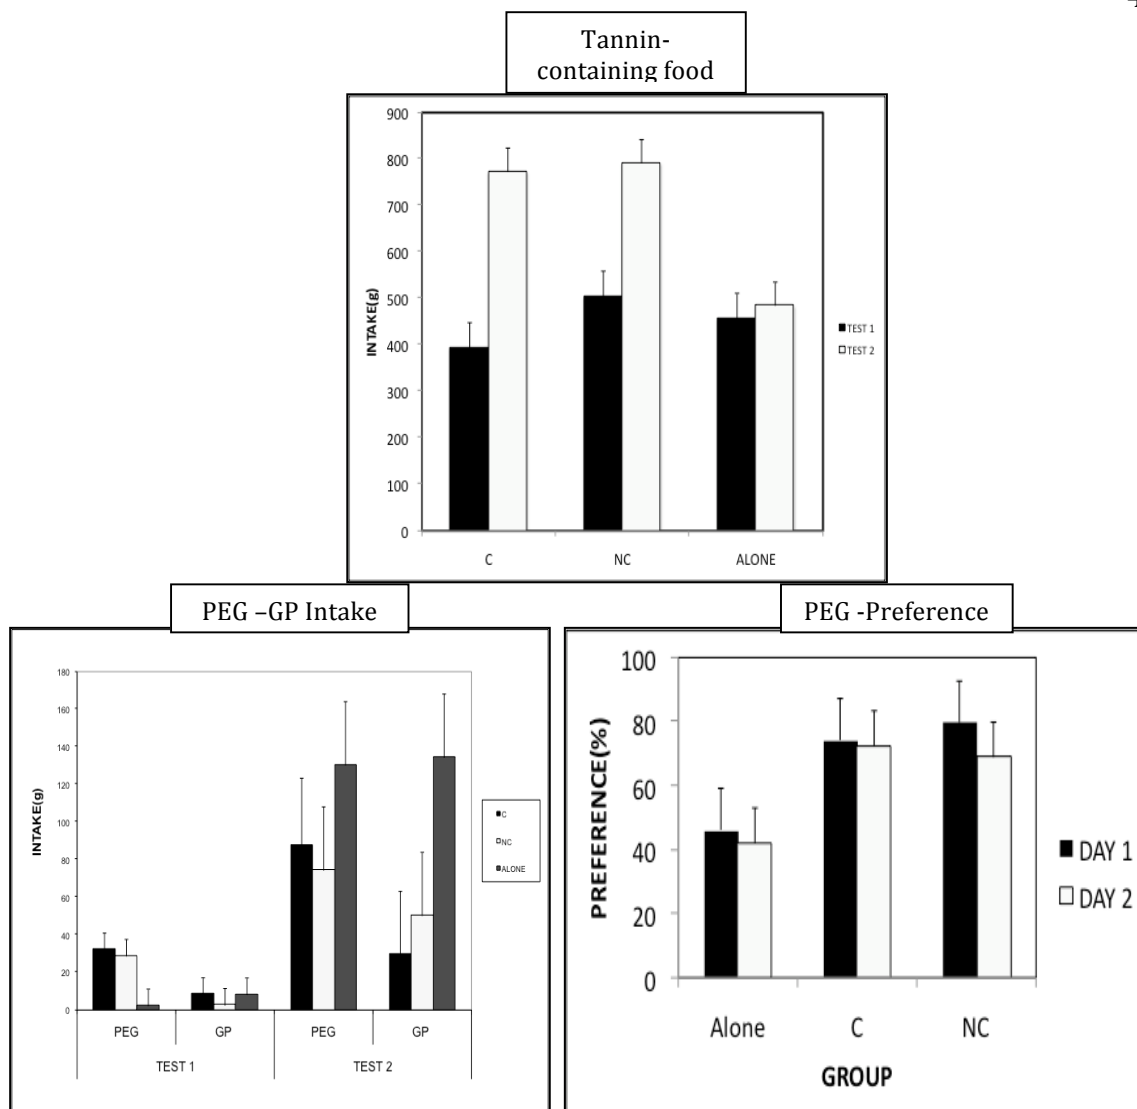 Tannin-
containing food
900
800
700
600
500
400
300
200
100
0
INTAKE(g)
C
NC
ALONE
TEST 1
TEST 2
PEG –GP Intake
180
160
140
120
100
80
60
40
20
0
INTAKE(g)
PEG
GP
PEG
GP
TEST 1
TEST 2
C
NC
ALONE
PEG -Preference
100
80
60
40
20
0
PREFERENCE(%)
Alone
C
NC
GROUP
DAY 1
DAY 2